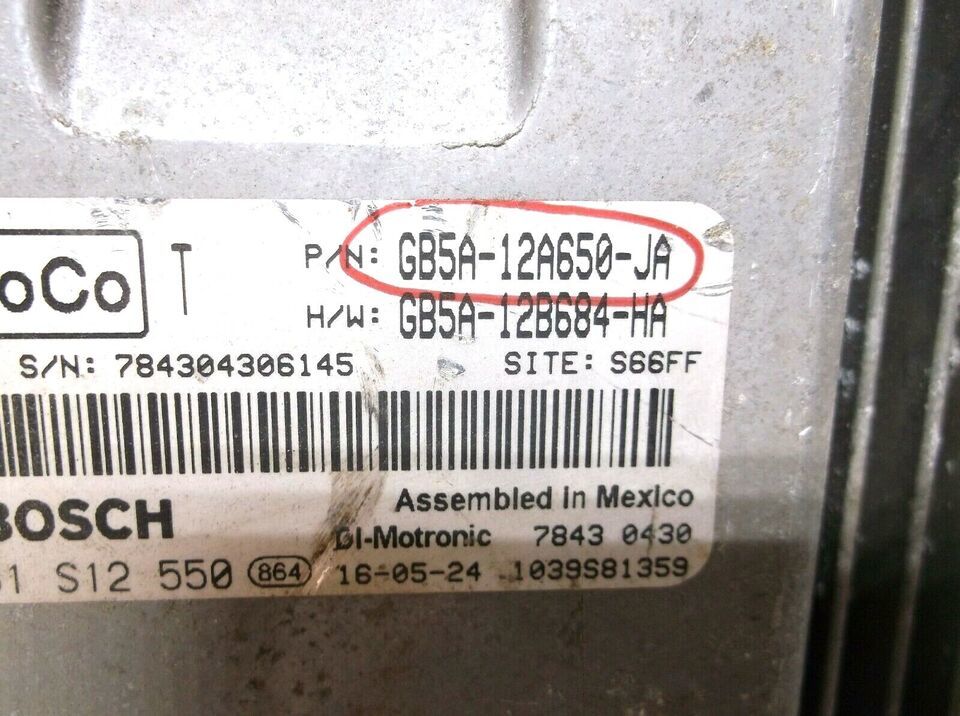 P/N: GB5A-12A650-JA
oCo T
H/W: GB5A-12B684-HA
S/N: 784304306145 SITE: S66FF
BOSCH
Assembled in Mexico
DI-Motronic 7843 0430
1 S12 550 864 16-05-24 1039S81359